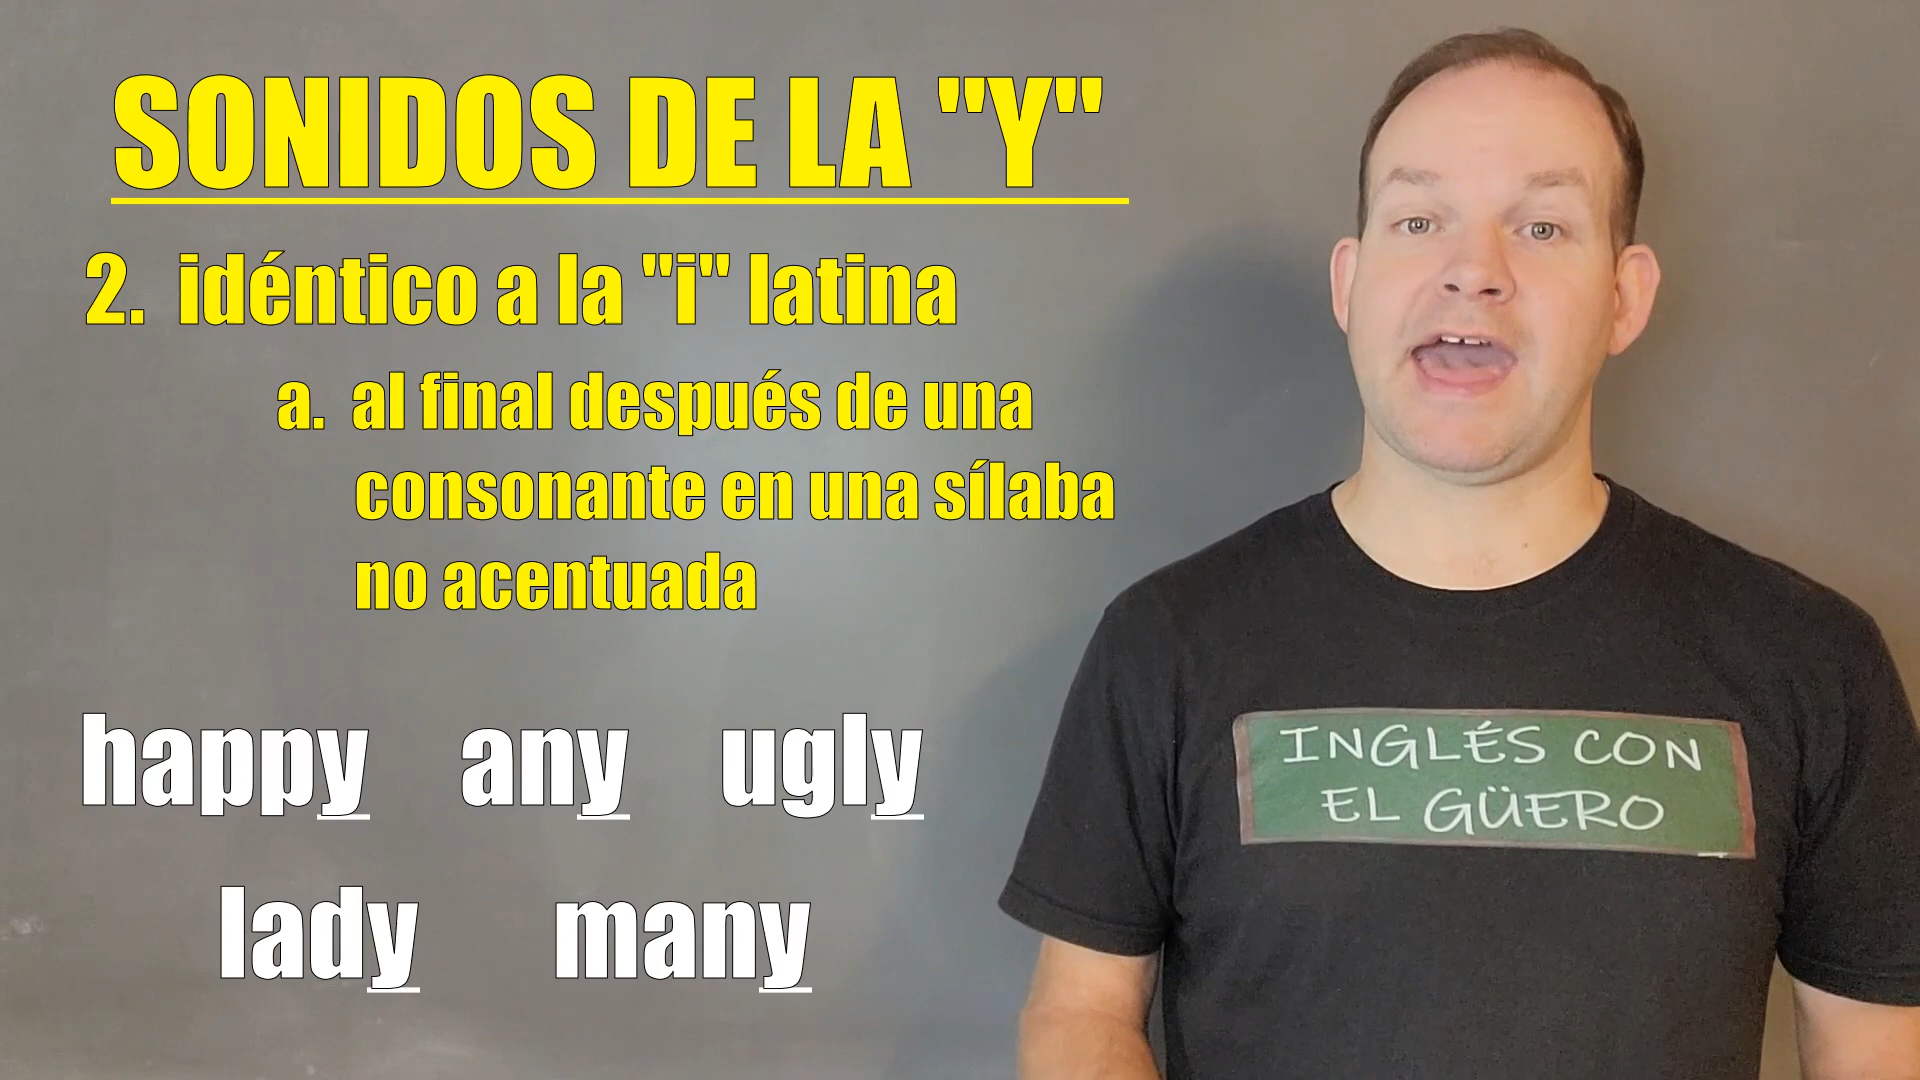 SONIDOS DE LA "Y"
2. idéntico a la "i" latina
a. al final después de una
consonante en una sílaba
no acentuada
happy any ugly
lady many
INGLÉS CON
EL GÜERO